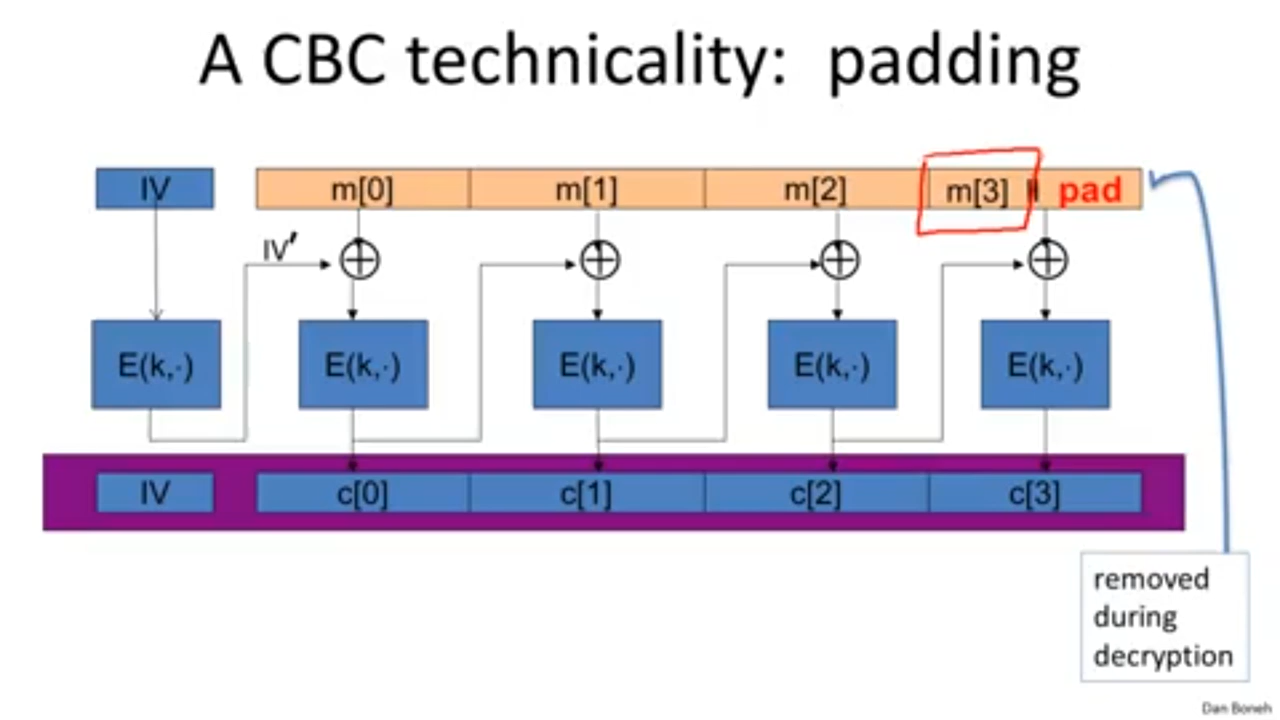 A CBC technicality: padding
IV m[0] m[1] m[2] m[3] ǁ pad
IV′
E(k,·) E(k,·) E(k,·) E(k,·) E(k,·)
IV c[0] c[1] c[2] c[3]
removed
during
decryption
Dan Boneh